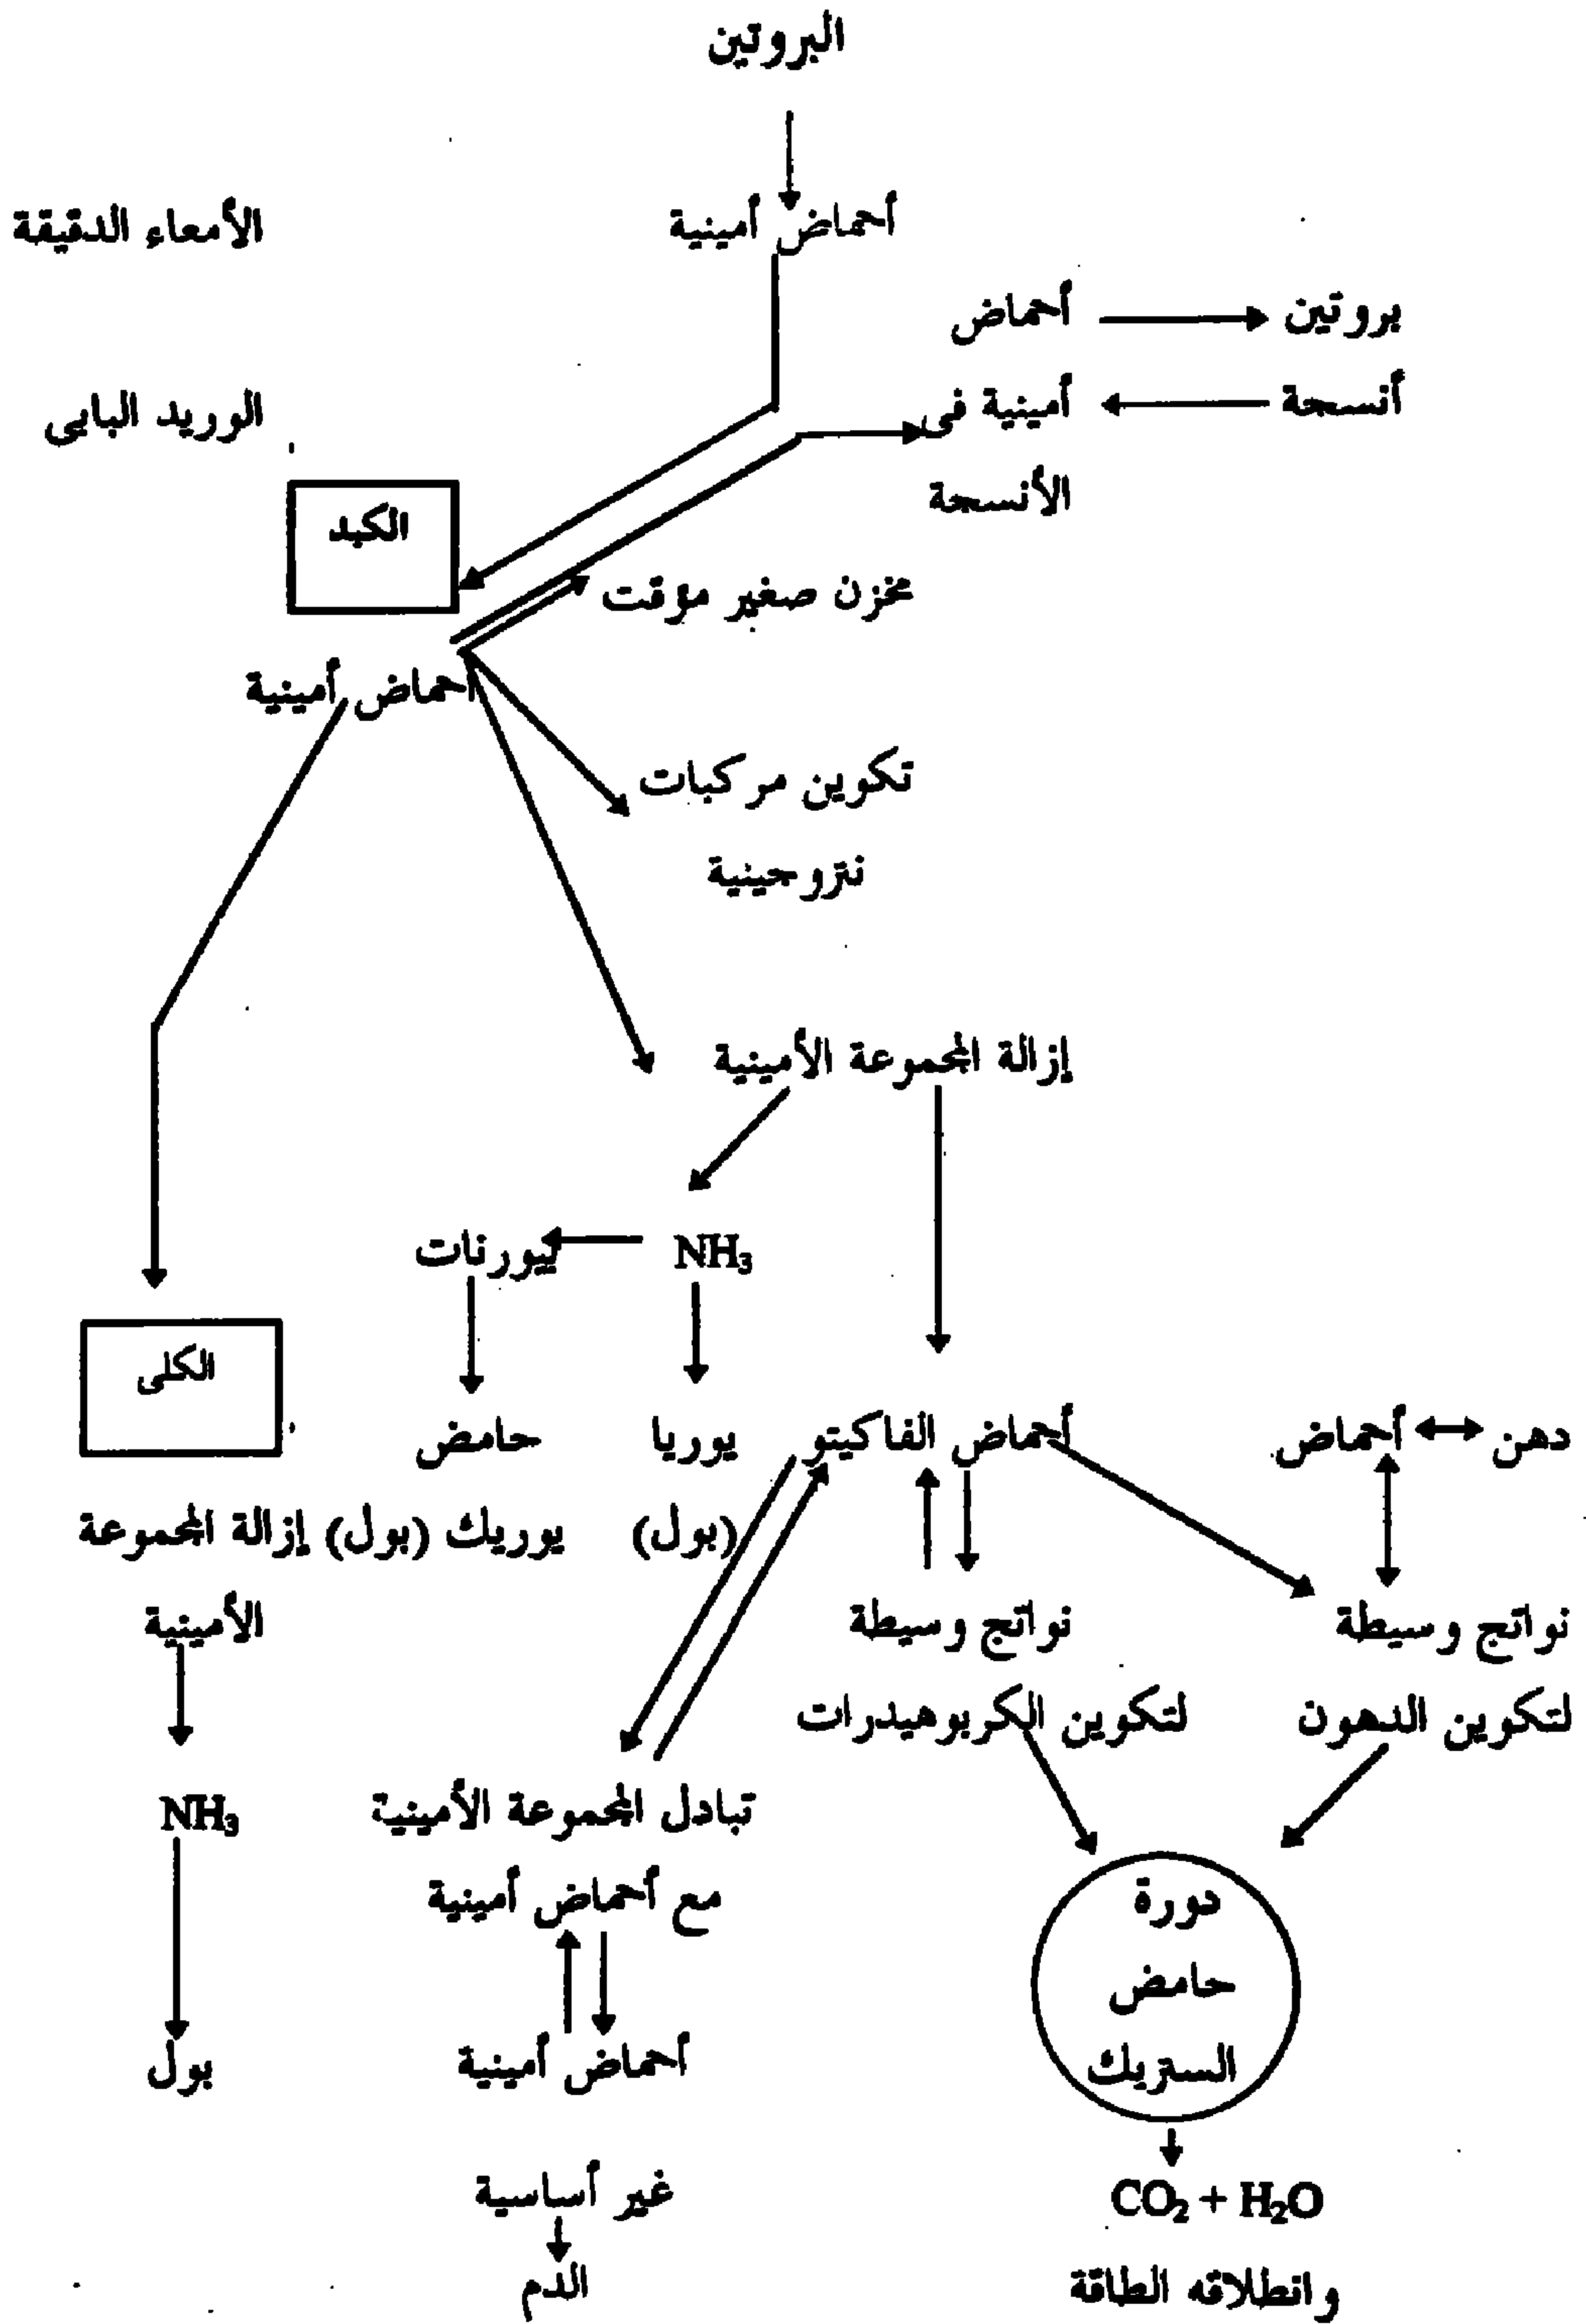 البروتين
أحماض أمينية
الأمعاء الدقيقة
أحماض
بروتين
أمينية فى
أنسجة
الأنسجة
الوريد البابى
الكبد
مخزن صغير مؤقت
أحماض أمينية
تكوين مركبات
نتروجينية
إزالة المجموعة الأمينية
NH₃
يورنات
الكلى
دهن
أحماض
أحماض الفاكيتو
يوريا
حامض
(بول)
يوريك (بول)
إزالة المجموعة
الأمينية
نواتج وسيطة
نواتج وسيطة
لتكوين الدهون
لتكوين الكربوهيدرات
NH₃
تبادل المجموعة الأمينية
مع أحماض أمينية
دورة
حامض
الستريك
أحماض أمينية
بول
غير أساسية
CO₂ + H₂O
الدم
وانطلاقه الطاقة